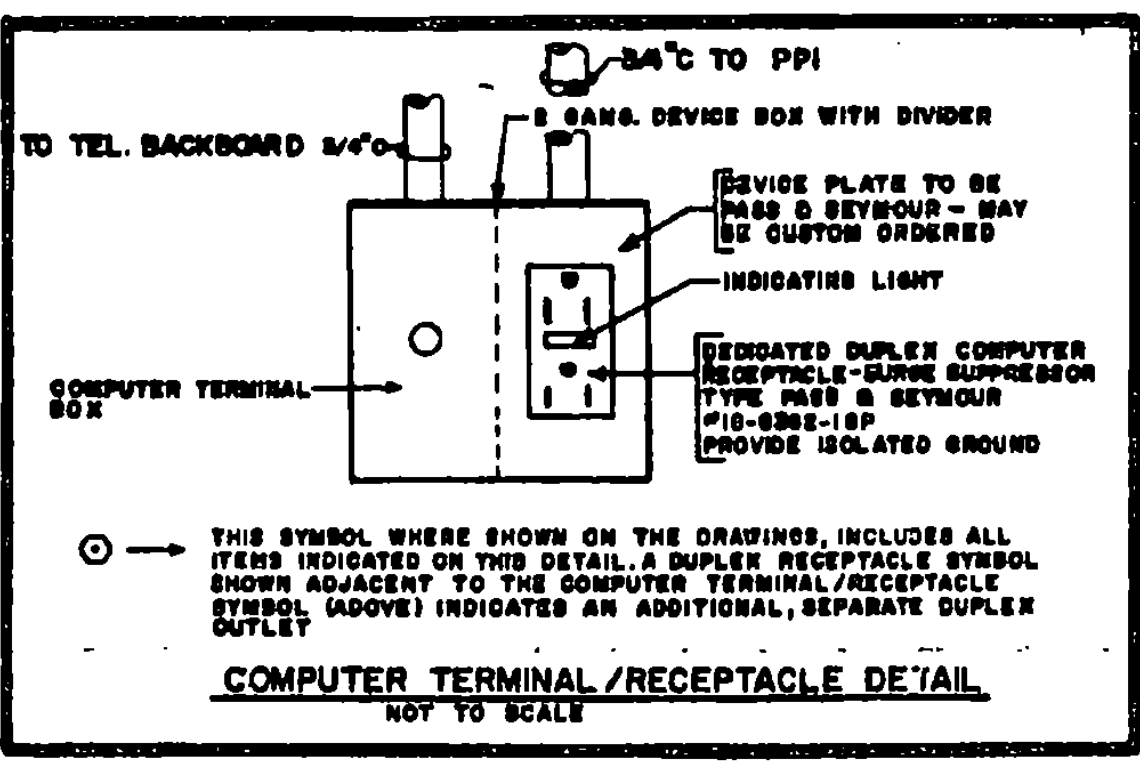 3/4"C TO PP1
2 GANG. DEVICE BOX WITH DIVIDER
TO TEL. BACKBOARD 3/4"C
DEVICE PLATE TO BE
PASS & SEYMOUR - MAY
BE CUSTOM ORDERED
INDICATING LIGHT
DEDICATED DUPLEX COMPUTER
RECEPTACLE-SURGE SUPPRESSOR
TYPE PASS & SEYMOUR
PROVIDE ISOLATED GROUND
COMPUTER TERMINAL
BOX
THIS SYMBOL WHERE SHOWN ON THE DRAWINGS, INCLUDES ALL
ITEMS INDICATED ON THIS DETAIL. A DUPLEX RECEPTACLE SYMBOL
SHOWN ADJACENT TO THE COMPUTER TERMINAL/RECEPTACLE
SYMBOL (ABOVE) INDICATES AN ADDITIONAL, SEPARATE DUPLEX
OUTLET
COMPUTER TERMINAL/RECEPTACLE DETAIL
NOT TO SCALE